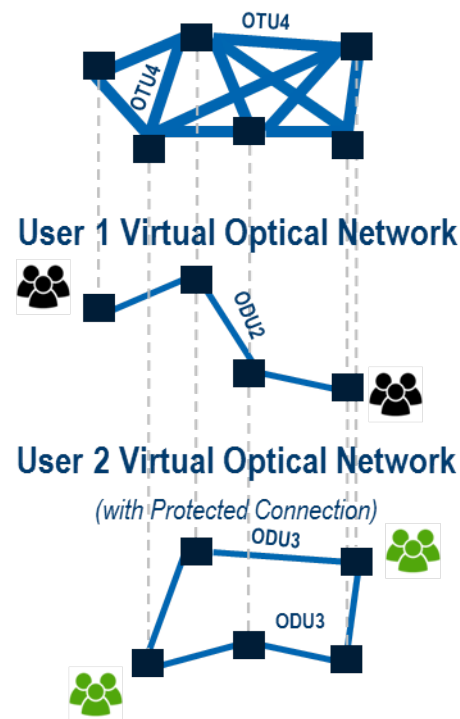 OTU4
OTU4
User 1 Virtual Optical Network
ODU2
User 2 Virtual Optical Network
(with Protected Connection)
ODU3
ODU3